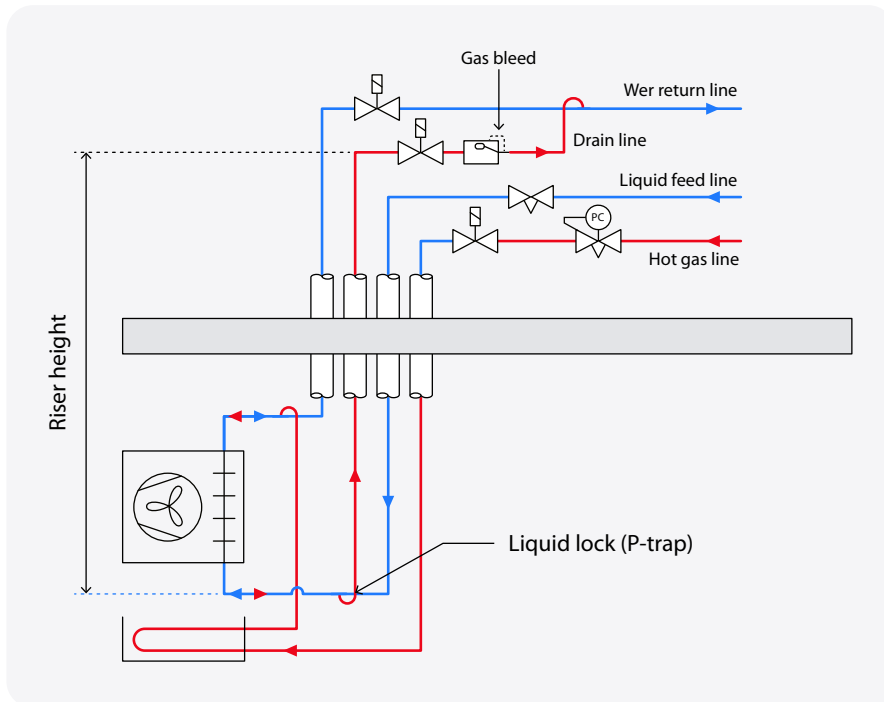 Gas bleed
Wer return line
Drain line
Liquid feed line
PC
Hot gas line
Riser height
Liquid lock (P-trap)